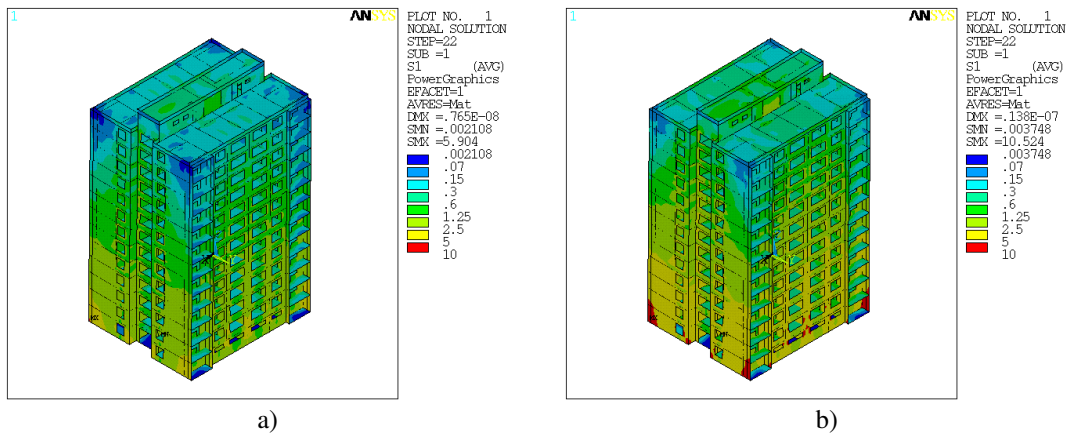 1
ANSYS
PLOT NO. 1
NODAL SOLUTION
STEP=22
SUB =1
S1 (AVG)
PowerGraphics
EFACET=1
AVRES=Mat
DMX =.765E-08
SMN =.002108
SMX =5.904
.002108
.07
.15
.3
.6
1.25
2.5
5
10
a)
1
ANSYS
PLOT NO. 1
NODAL SOLUTION
STEP=22
SUB =1
S1 (AVG)
PowerGraphics
EFACET=1
AVRES=Mat
DMX =.138E-07
SMN =.003748
SMX =10.524
.003748
.07
.15
.3
.6
1.25
2.5
5
10
b)